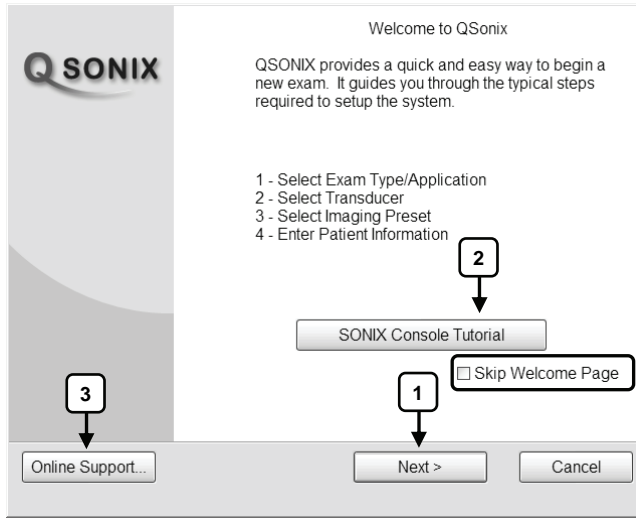 Welcome to QSonix
Q SONIX
QSONIX provides a quick and easy way to begin a
new exam. It guides you through the typical steps
required to setup the system.
1 - Select Exam Type/Application
2 - Select Transducer
3 - Select Imaging Preset
4 - Enter Patient Information
2
SONIX Console Tutorial
Skip Welcome Page
3
1
Online Support...
Next >
Cancel